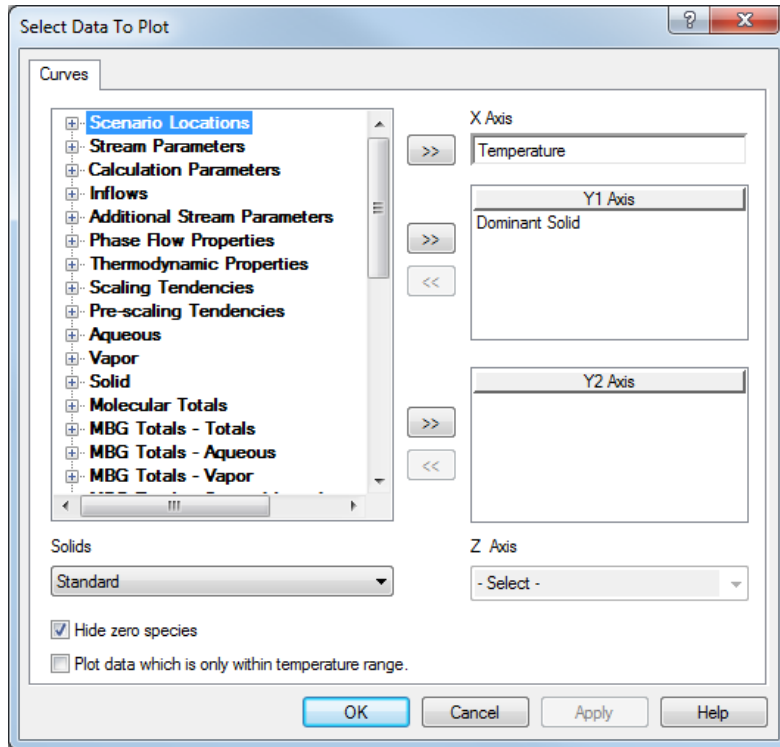 Select Data To Plot
Curves
Scenario Locations
Stream Parameters
Calculation Parameters
Inflows
Additional Stream Parameters
Phase Flow Properties
Thermodynamic Properties
Scaling Tendencies
Pre-scaling Tendencies
Aqueous
Vapor
Solid
Molecular Totals
MBG Totals - Totals
MBG Totals - Aqueous
MBG Totals - Vapor
X Axis
>>
Temperature
Y1 Axis
Dominant Solid
>>
<<
Y2 Axis
>>
<<
Solids
Standard
Z Axis
- Select -
Hide zero species
Plot data which is only within temperature range.
OK
Cancel
Apply
Help